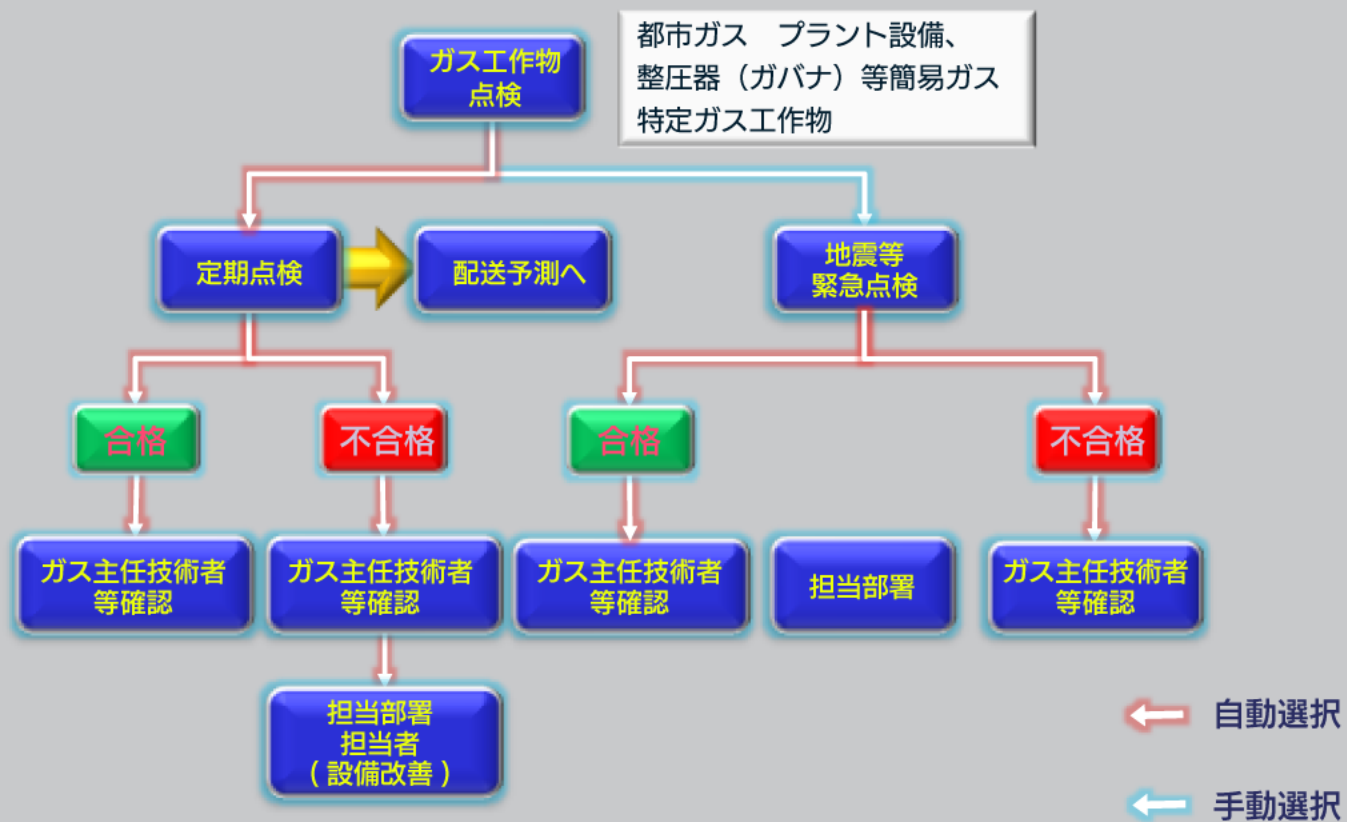 ガス工作物
点検
都市ガス　プラント設備、
整圧器（ガバナ）等簡易ガス
特定ガス工作物
定期点検
配送予測へ
地震等
緊急点検
合格
不合格
合格
不合格
ガス主任技術者
等確認
ガス主任技術者
等確認
ガス主任技術者
等確認
担当部署
ガス主任技術者
等確認
担当部署
担当者
( 設備改善 )
自動選択
手動選択